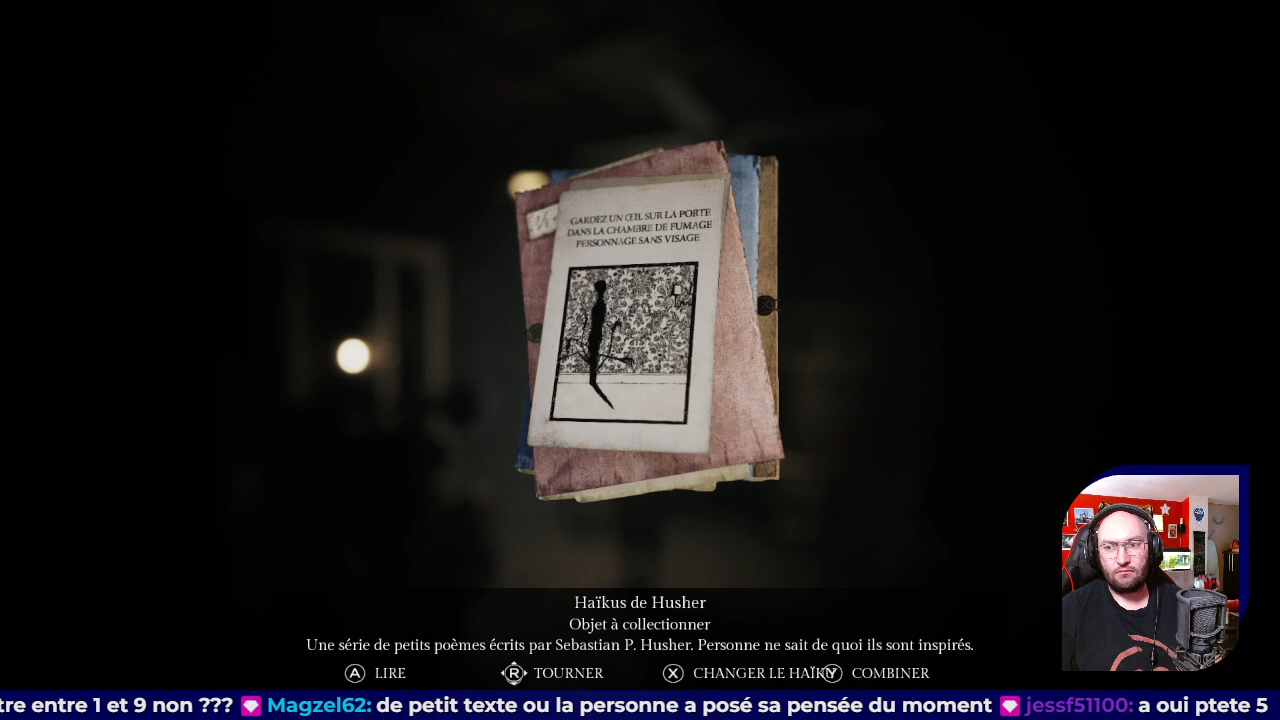 GARDEZ UN ŒIL SUR LA PORTE
DANS LA CHAMBRE DE FUMAGE
PERSONNAGE SANS VISAGE
Haïkus de Husher
Objet à collectionner
Une série de petits poèmes écrits par Sebastian P. Husher. Personne ne sait de quoi ils sont inspirés.
A LIRE R TOURNER X CHANGER LE HAÏKU Y COMBINER
tre entre 1 et 9 non ??? Magzel62: de petit texte ou la personne a posé sa pensée du moment jessf51100: a oui ptete 5